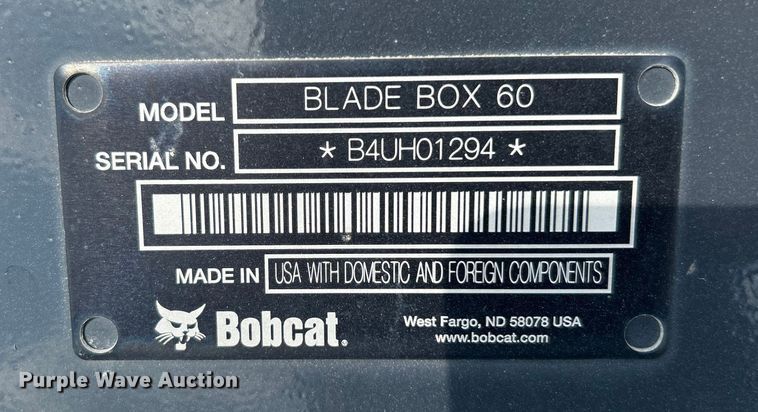 MODEL BLADE BOX 60
SERIAL NO. * B4UH01294 *
MADE IN USA WITH DOMESTIC AND FOREIGN COMPONENTS
Bobcat.
West Fargo, ND 58078 USA
www.bobcat.com
Purple Wave Auction